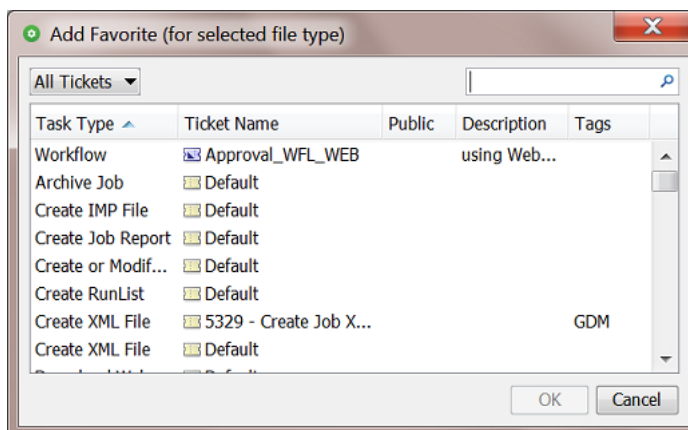 Add Favorite (for selected file type)
All Tickets
Task Type Ticket Name Public Description Tags
Workflow Approval_WFL_WEB using Web...
Archive Job Default
Create IMP File Default
Create Job Report Default
Create or Modif... Default
Create RunList Default
Create XML File 5329 - Create Job X... GDM
Create XML File Default
OK Cancel